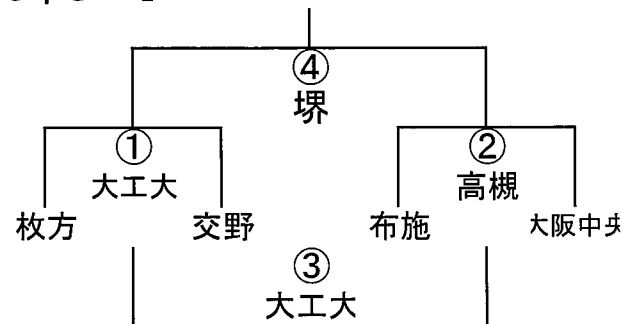 ④
堺
① ②
大工大 高槻
枚方 交野 布施 大阪中央
③
大工大